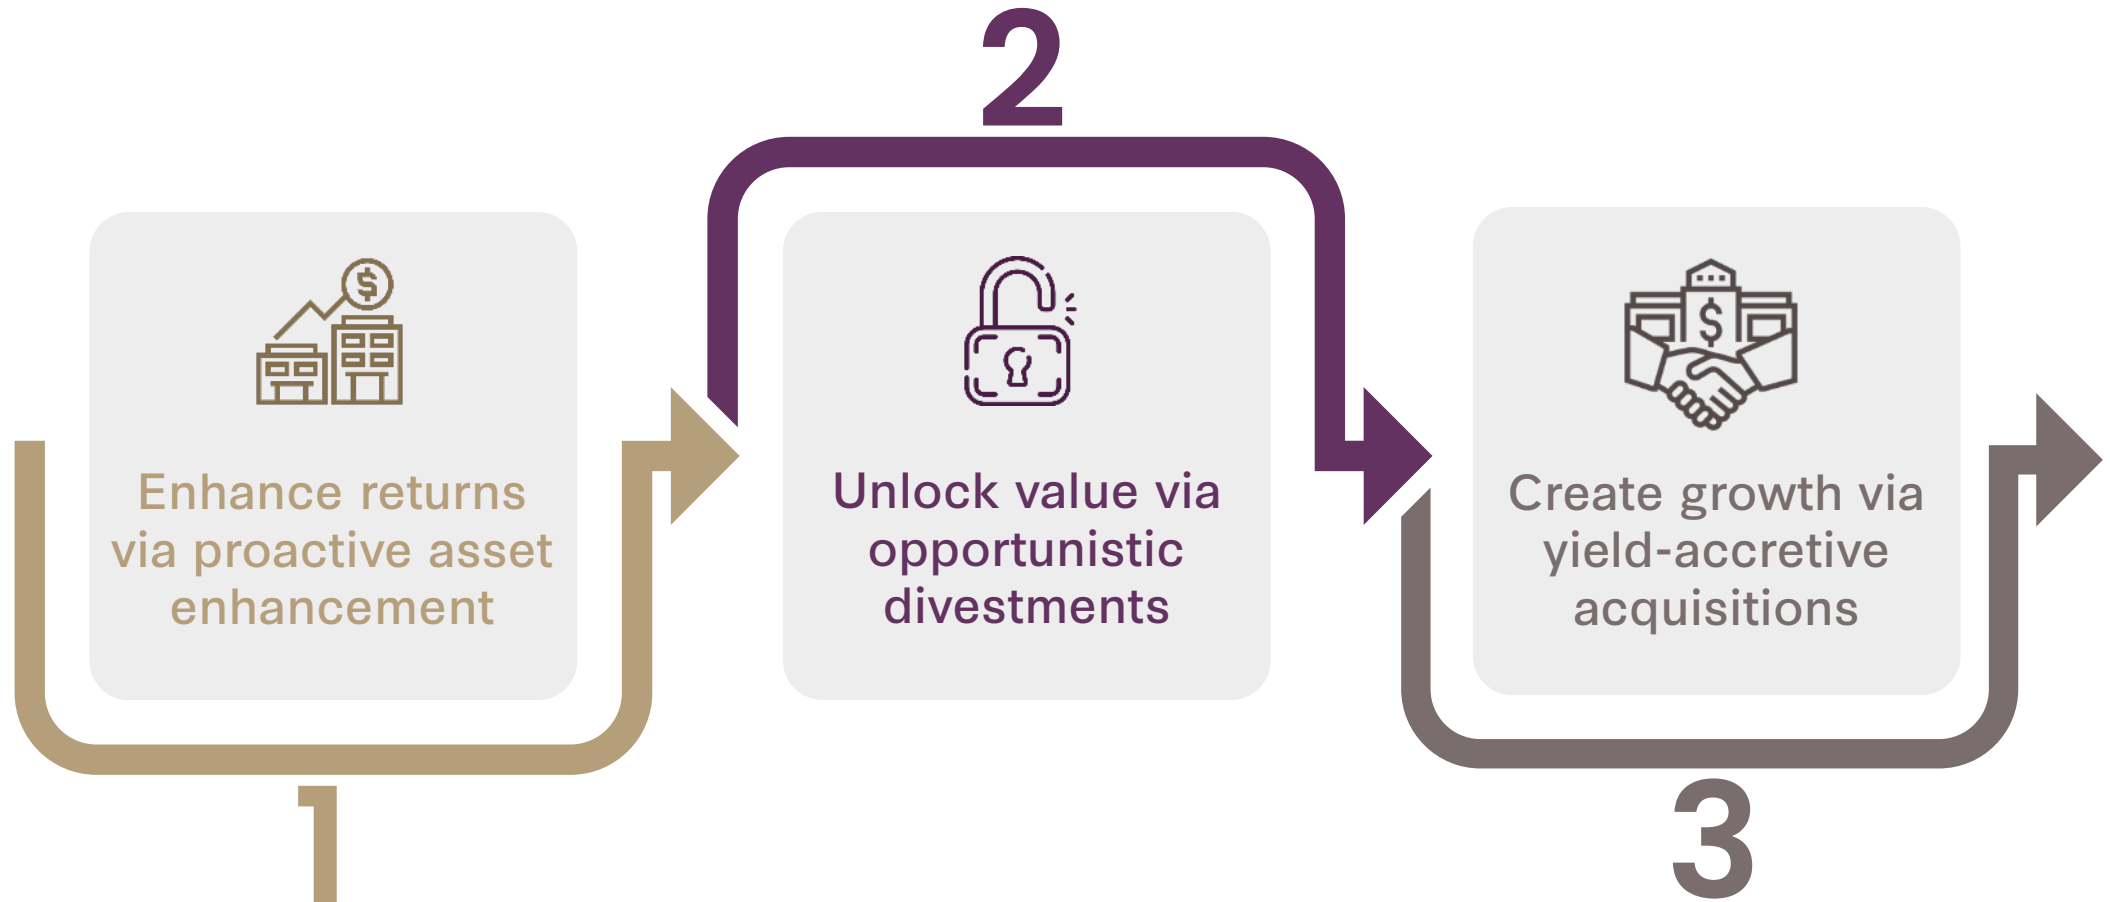 1
Enhance returns
via proactive asset
enhancement
2
Unlock value via
opportunistic
divestments
3
Create growth via
yield-accretive
acquisitions
$
$